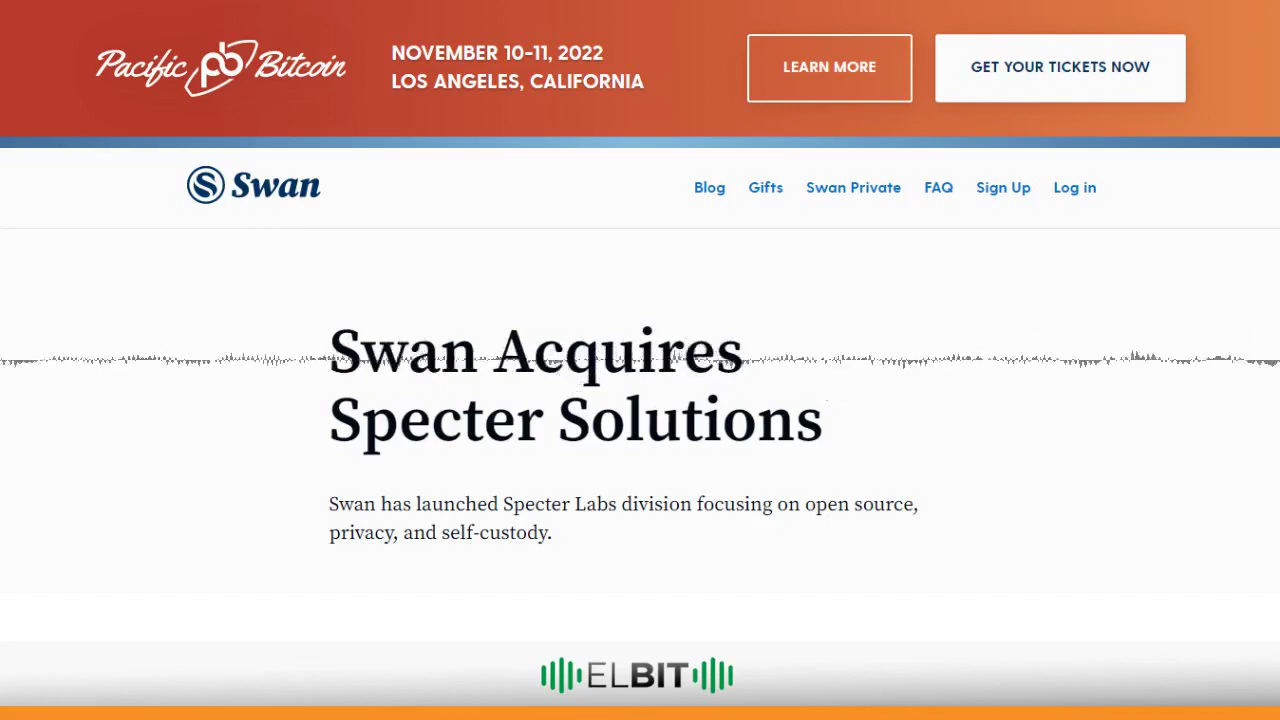 Pacific pb Bitcoin
NOVEMBER 10-11, 2022
LOS ANGELES, CALIFORNIA
LEARN MORE
GET YOUR TICKETS NOW
S Swan
Blog Gifts Swan Private FAQ Sign Up Log in
Swan Acquires
Specter Solutions
Swan has launched Specter Labs division focusing on open source,
privacy, and self-custody.
ELBIT